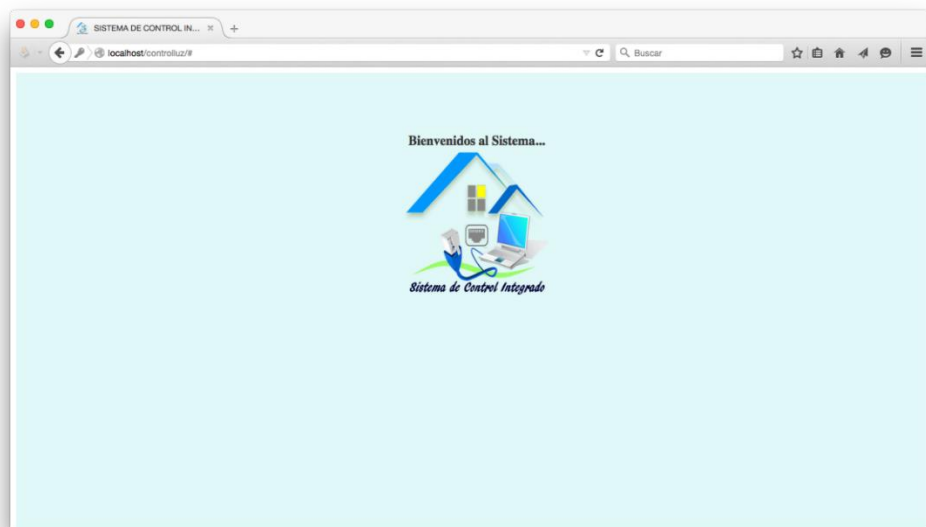 SISTEMA DE CONTROL IN...
localhost/controlluz/#
Buscar
Bienvenidos al Sistema...
Sistema de Control Integrado